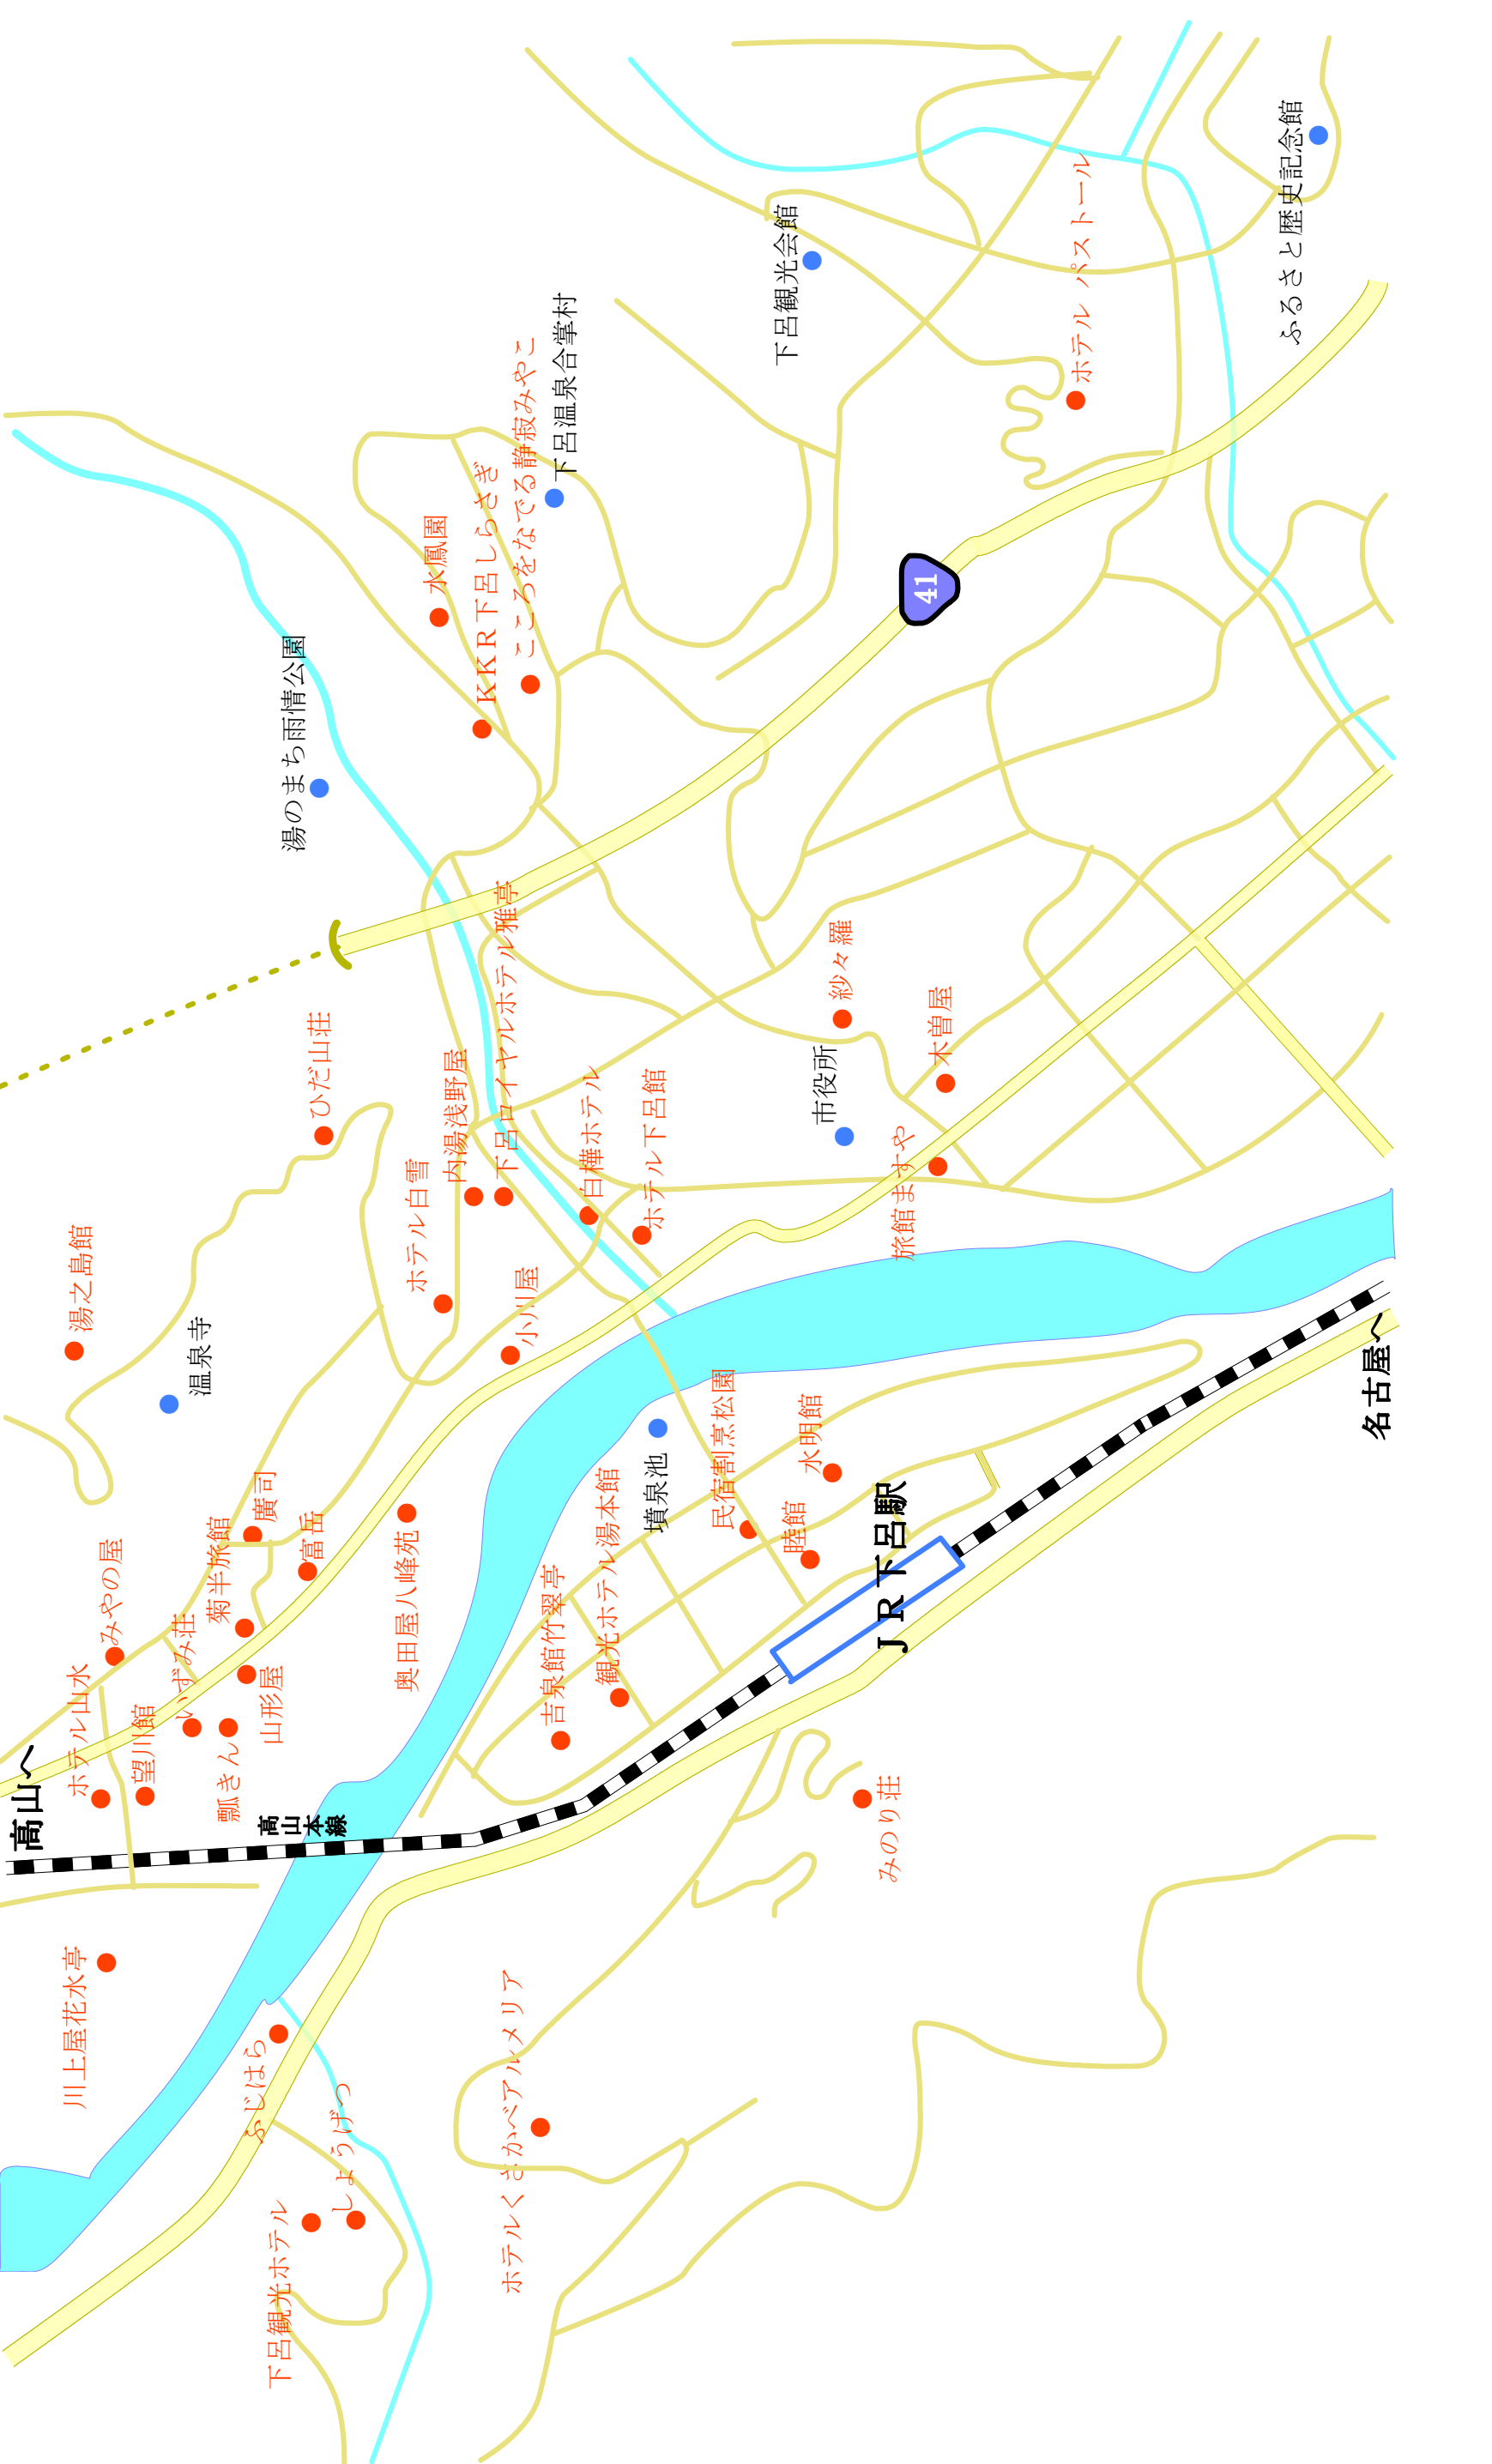 高山へ
ホテル山水
みやの屋
湯之島館
川上屋花水亭
望川館
いずみ荘
菊半旅館
瓢きん
山形屋
廣司
富岳
温泉寺
高山本線
ひだ山荘
湯のまち雨情公園
奥田屋八峰苑
ホテル白雪
小川屋
内湯浅野屋
下呂ロイヤルホテル雅亭
水鳳園
KKR下呂しらさぎ
こころをなでる静寂みやこ
下呂温泉合掌村
白樺ホテル
ホテル下呂館
吉泉館竹翠亭
観光ホテル湯本館
墳泉池
民宿割烹松園
睦館
水明館
JR下呂駅
旅館ますや
市役所
紗々羅
木曽屋
41
下呂観光会館
ホテル パストール
ふるさと歴史記念館
名古屋へ
みのり荘
ふじはら
しょうげつ
下呂観光ホテル
ホテルくさかべアルメリア